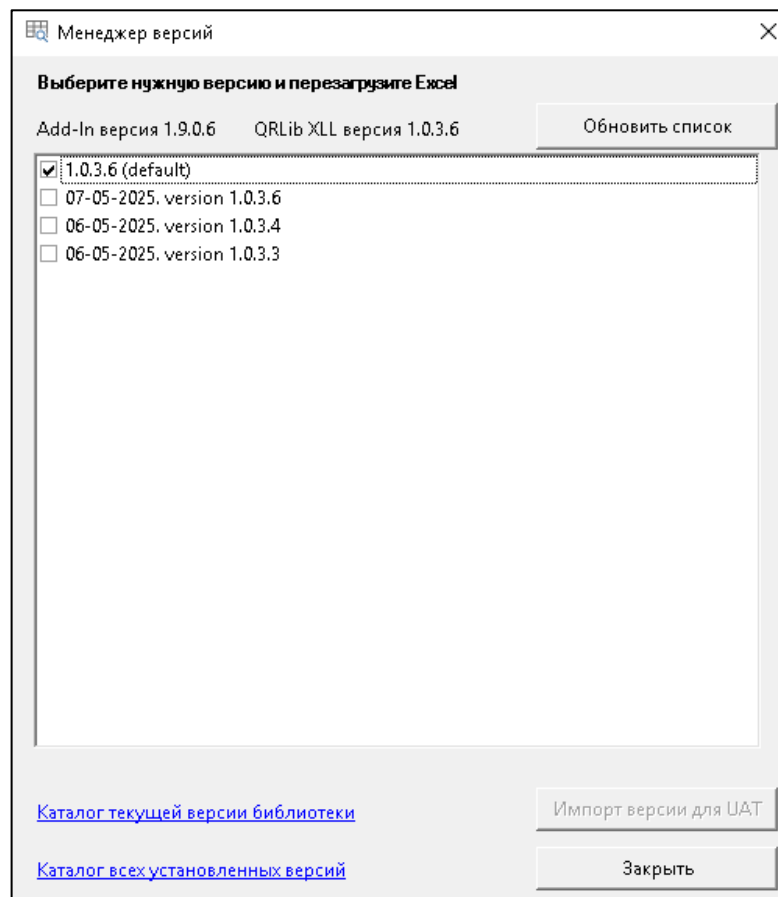 Менеджер версий
Выберите нужную версию и перезагрузите Excel
Add-In версия 1.9.0.6 QRLib XLL версия 1.0.3.6 Обновить список
1.0.3.6 (default)
07-05-2025. version 1.0.3.6
06-05-2025. version 1.0.3.4
06-05-2025. version 1.0.3.3
Каталог текущей версии библиотеки Импорт версии для UAT
Каталог всех установленных версий Закрыть